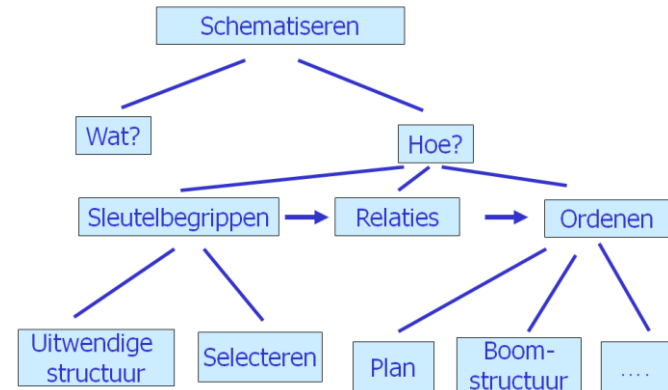 Schematiseren
Wat?
Hoe?
Sleutelbegrippen
Relaties
Ordenen
Uitwendige
structuur
Selecteren
Plan
Boom-
structuur
....